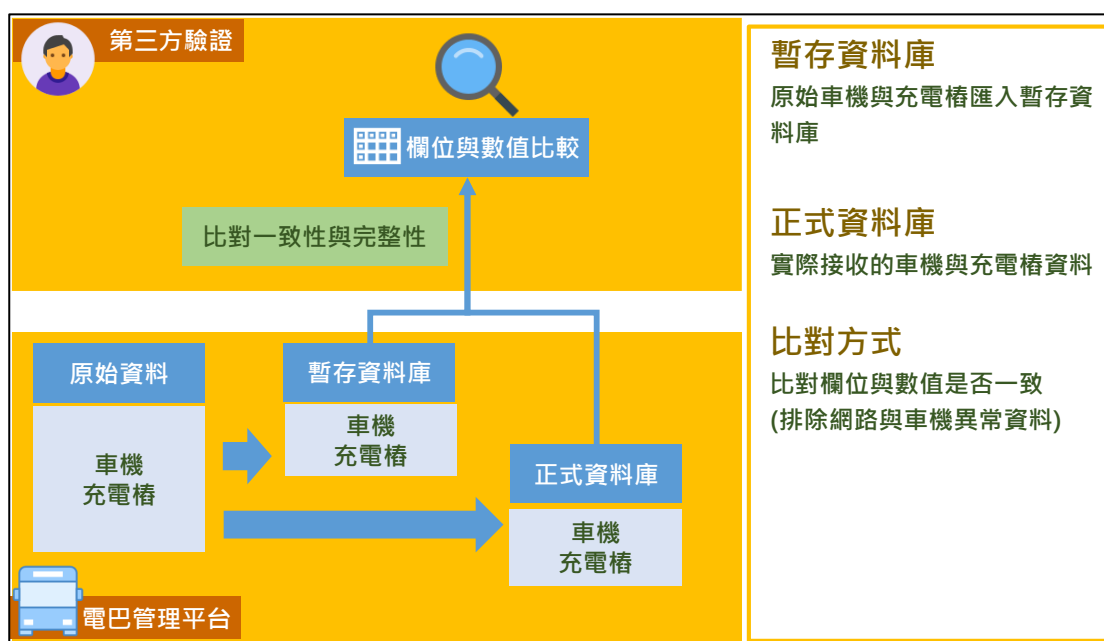 第三方驗證
欄位與數值比較
比對一致性與完整性
原始資料
車機
充電樁
暫存資料庫
車機
充電樁
正式資料庫
車機
充電樁
電巴管理平台
暫存資料庫
原始車機與充電樁匯入暫存資
料庫
正式資料庫
實際接收的車機與充電樁資料
比對方式
比對欄位與數值是否一致
(排除網路與車機異常資料)